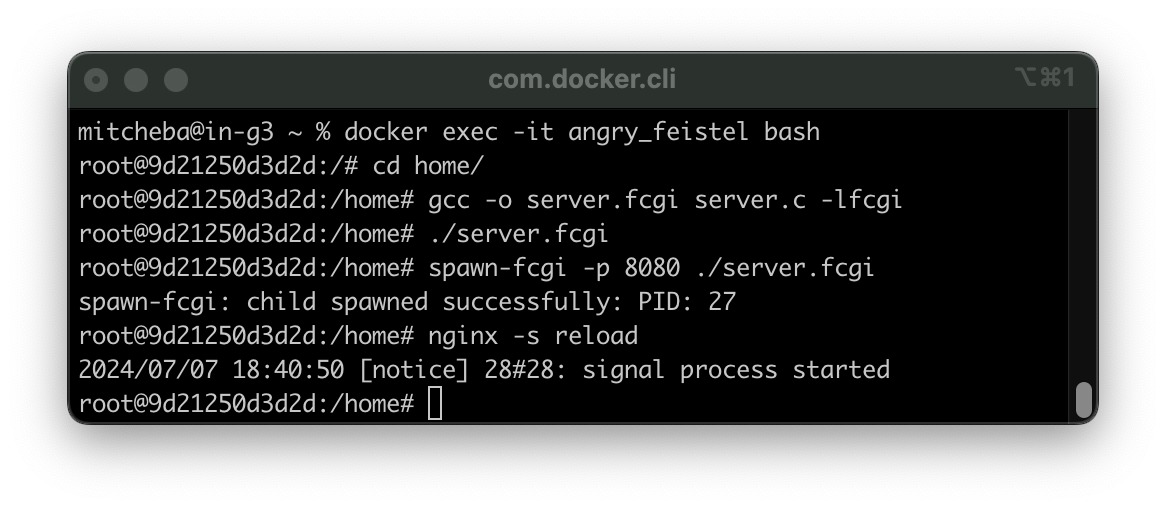 com.docker.cli
⌥⌘1
mitcheba@in-g3 ~ % docker exec -it angry_feistel bash
root@9d21250d3d2d:/# cd home/
root@9d21250d3d2d:/home# gcc -o server.fcgi server.c -lfcgi
root@9d21250d3d2d:/home# ./server.fcgi
root@9d21250d3d2d:/home# spawn-fcgi -p 8080 ./server.fcgi
spawn-fcgi: child spawned successfully: PID: 27
root@9d21250d3d2d:/home# nginx -s reload
2024/07/07 18:40:50 [notice] 28#28: signal process started
root@9d21250d3d2d:/home#